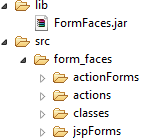 lib
FormFaces.jar
src
form_faces
actionForms
actions
classes
jspForms